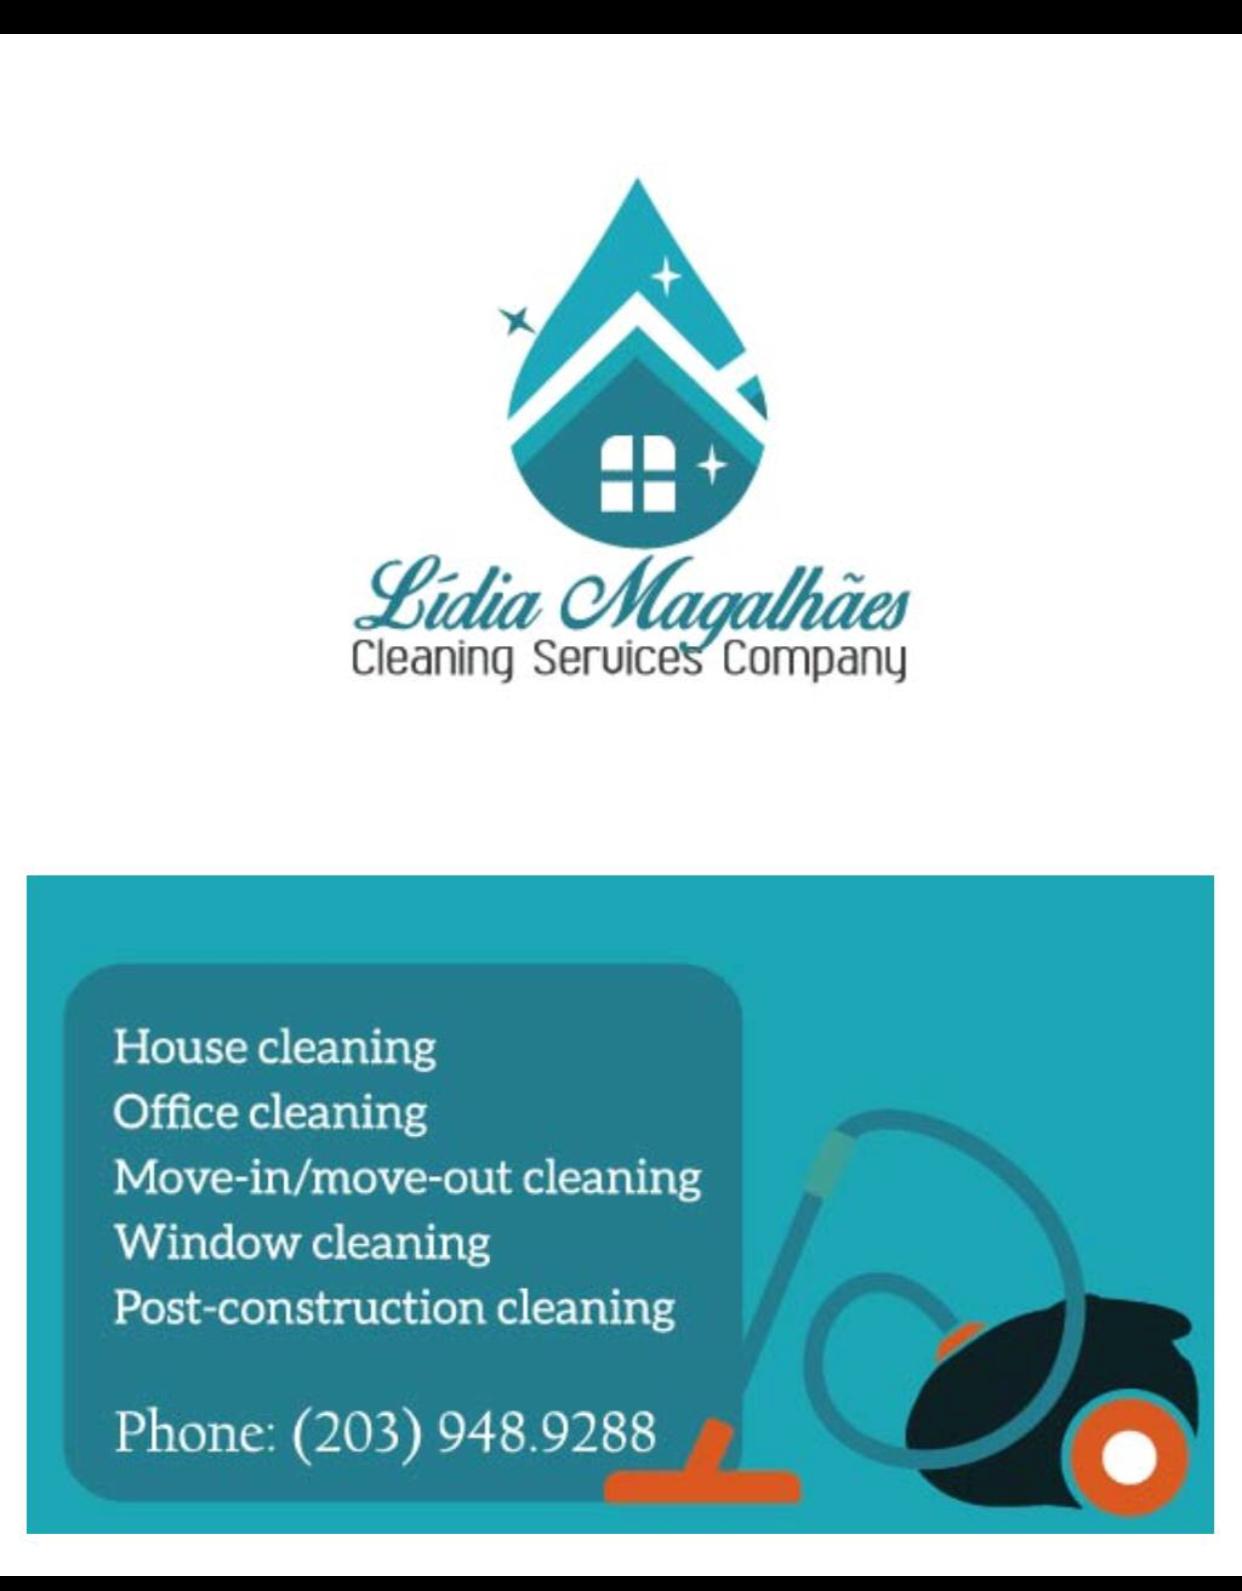 Lídia Magalhães
Cleaning Services Company
House cleaning
Office cleaning
Move-in/move-out cleaning
Window cleaning
Post-construction cleaning
Phone: (203) 948.9288